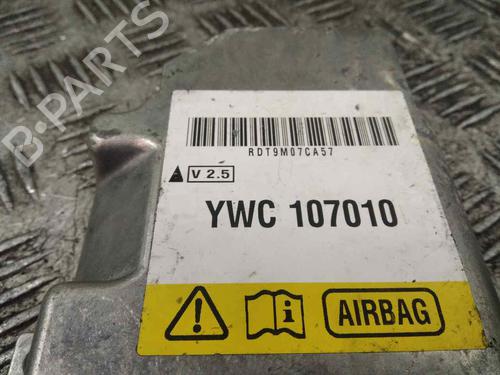 B-PARTS
RDT9M07CA57
V 2.5
YWC 107010
AIRBAG